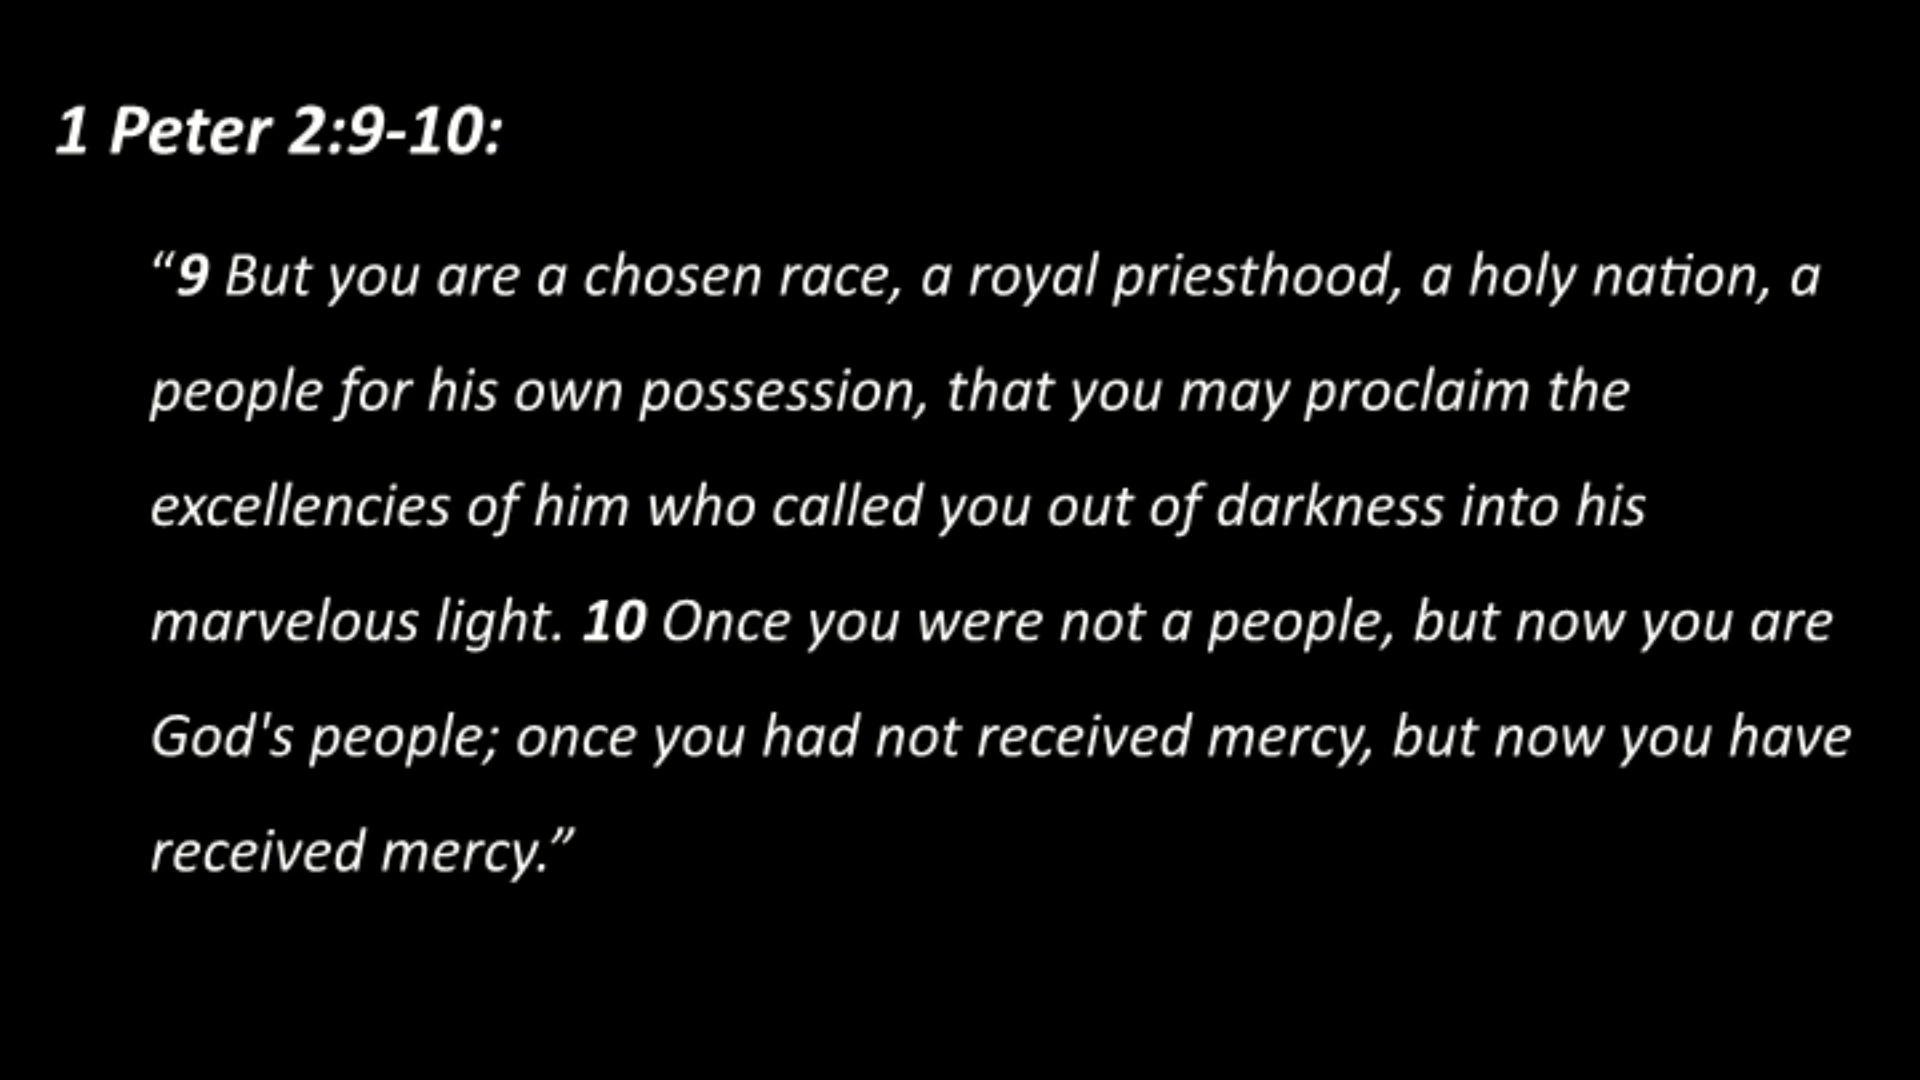 1 Peter 2:9-10:
“9 But you are a chosen race, a royal priesthood, a holy nation, a
people for his own possession, that you may proclaim the
excellencies of him who called you out of darkness into his
marvelous light. 10 Once you were not a people, but now you are
God's people; once you had not received mercy, but now you have
received mercy.”